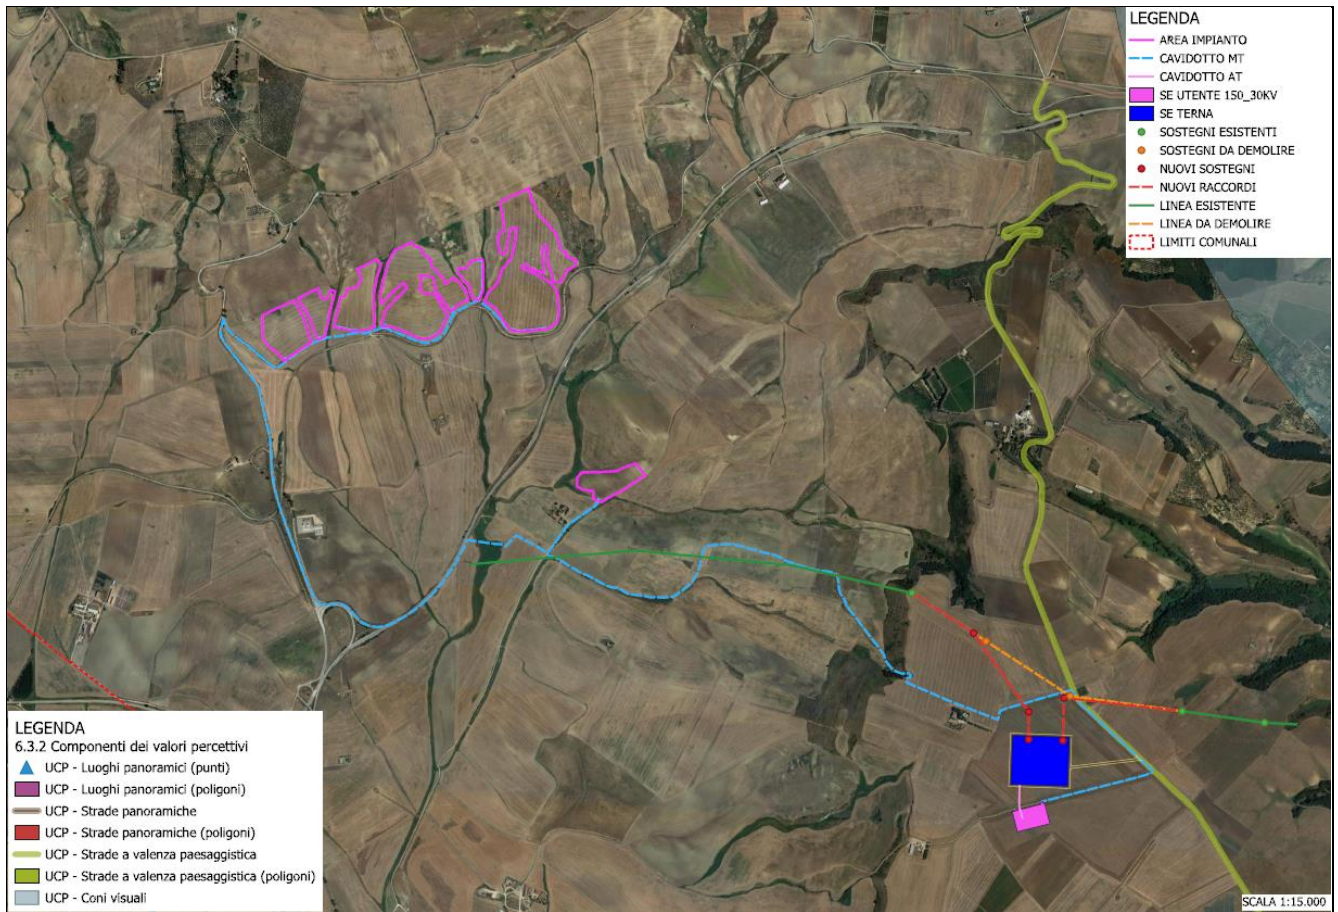 LEGENDA
AREA IMPIANTO
CAVIDOTTO MT
CAVIDOTTO AT
SE UTENTE 150_30KV
SE TERNA
SOSTEGNI ESISTENTI
SOSTEGNI DA DEMOLIRE
NUOVI SOSTEGNI
NUOVI RACCORDI
LINEA ESISTENTE
LINEA DA DEMOLIRE
LIMITI COMUNALI
LEGENDA
6.3.2 Componenti dei valori percettivi
UCP - Luoghi panoramici (punti)
UCP - Luoghi panoramici (poligoni)
UCP - Strade panoramiche
UCP - Strade panoramiche (poligoni)
UCP - Strade a valenza paesaggistica
UCP - Strade a valenza paesaggistica (poligoni)
UCP - Coni visuali
SCALA 1:15.000